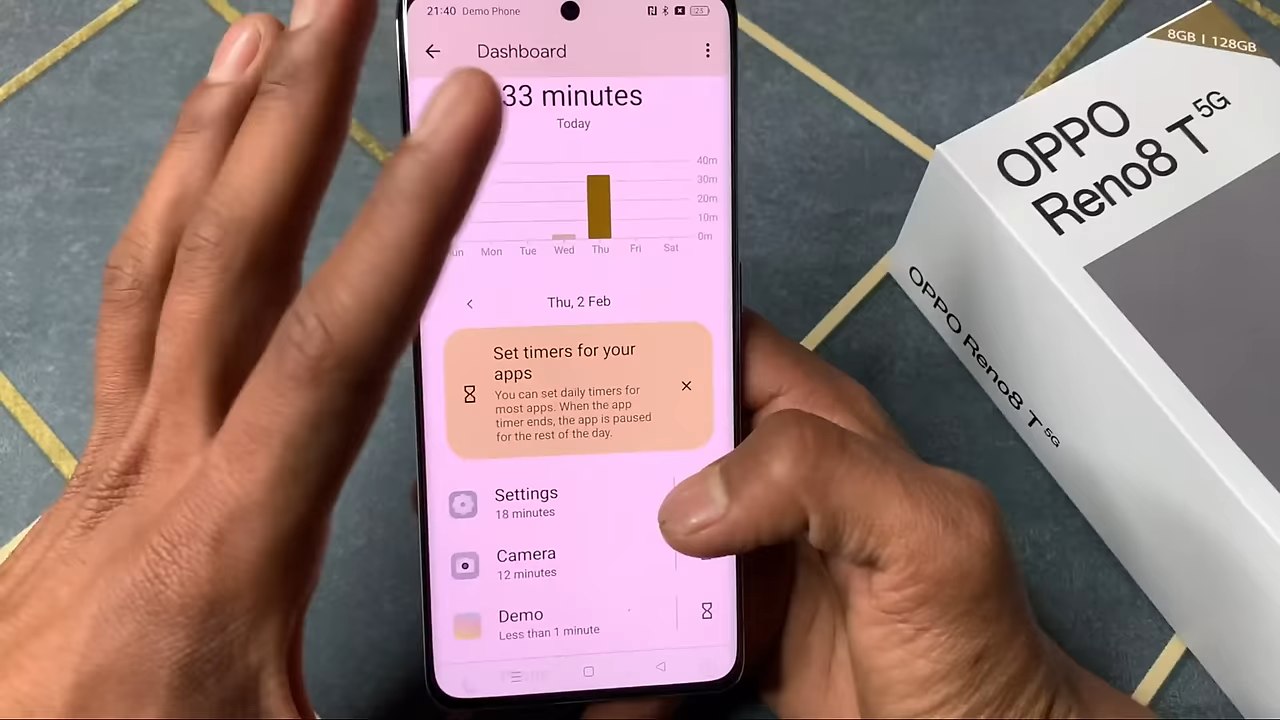 21:40 Demo Phone
23
Dashboard
33 minutes
Today
40m
30m
20m
10m
0m
Mon Tue Wed Thu Fri Sat
Thu, 2 Feb
Set timers for your
apps
You can set daily timers for
most apps. When the app
timer ends, the app is paused
for the rest of the day.
Settings
18 minutes
Camera
12 minutes
Demo
Less than 1 minute
8GB | 128GB
OPPO
Reno8 T 5G
OPPO Reno8 T 5G